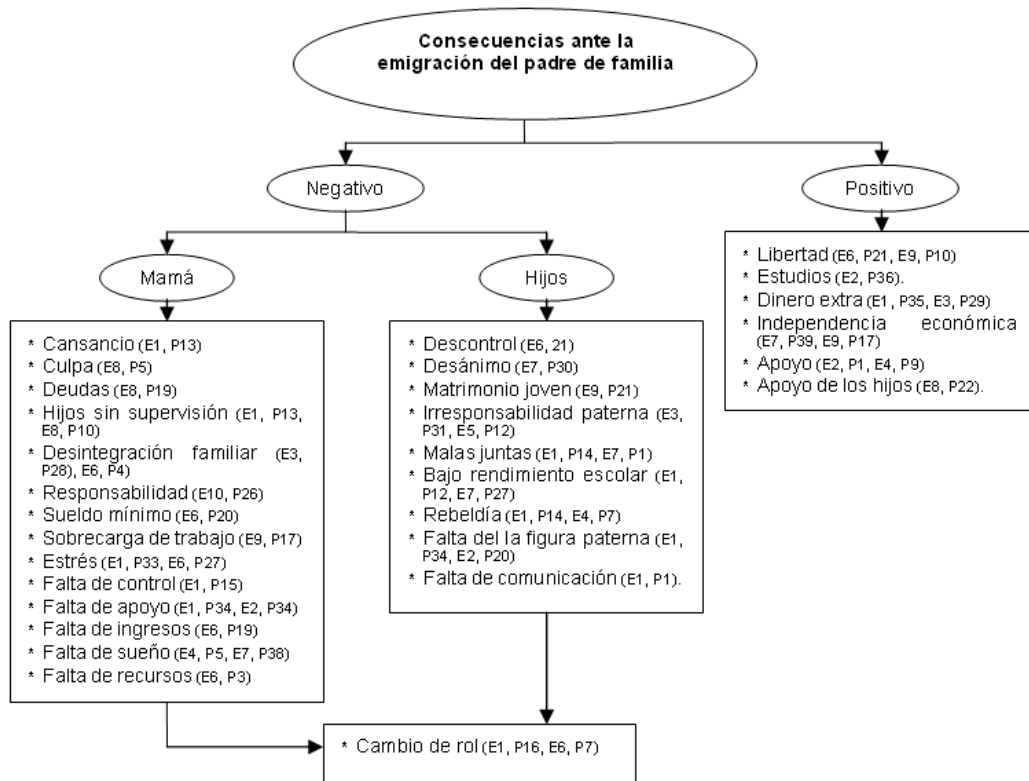 Consecuencias ante la
emigración del padre de familia
Negativo
Positivo
Mamá
Hijos
* Libertad (E6, P21, E9, P10)
* Estudios (E2, P36).
* Dinero extra (E1, P35, E3, P29)
* Independencia económica
(E7, P39, E9, P17)
* Apoyo (E2, P1, E4, P9)
* Apoyo de los hijos (E8, P22).
* Cansancio (E1, P13)
* Culpa (E8, P5)
* Deudas (E8, P19)
* Hijos sin supervisión (E1, P13,
E8, P10)
* Desintegración familiar (E3,
P28), E6, P4)
* Responsabilidad (E10, P26)
* Sueldo mínimo (E6, P20)
* Sobrecarga de trabajo (E9, P17)
* Estrés (E1, P33, E6, P27)
* Falta de control (E1, P15)
* Falta de apoyo (E1, P34, E2, P34)
* Falta de ingresos (E6, P19)
* Falta de sueño (E4, P5, E7, P38)
* Falta de recursos (E6, P3)
* Descontrol (E6, 21)
* Desánimo (E7, P30)
* Matrimonio joven (E9, P21)
* Irresponsabilidad paterna (E3,
P31, E5, P12)
* Malas juntas (E1, P14, E7, P1)
* Bajo rendimiento escolar (E1,
P12, E7, P27)
* Rebeldía (E1, P14, E4, P7)
* Falta del la figura paterna (E1,
P34, E2, P20)
* Falta de comunicación (E1, P1).
* Cambio de rol (E1, P16, E6, P7)